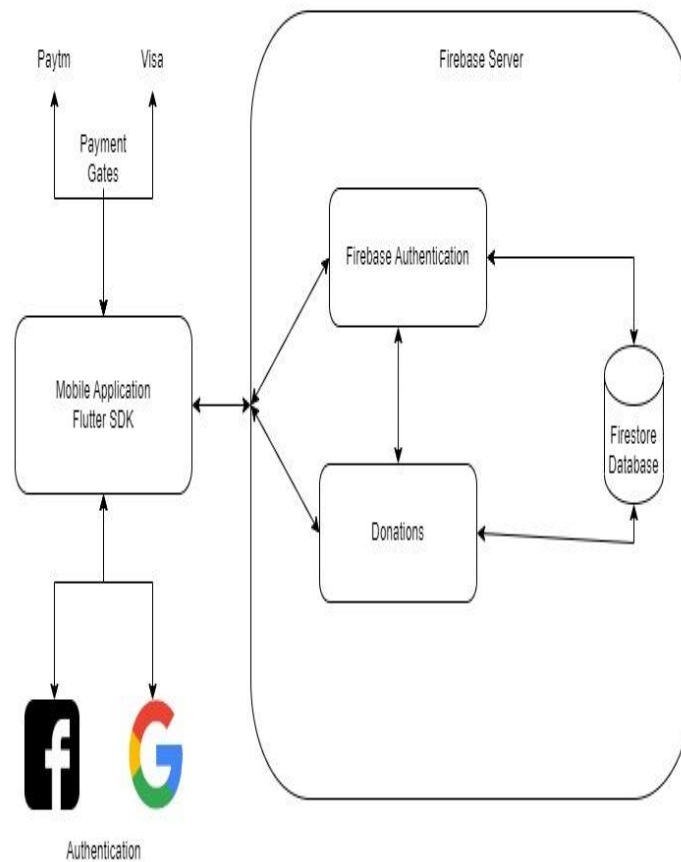 Paytm
Visa
Firebase Server
Payment
Gates
Firebase Authentication
Mobile Application
Flutter SDK
Firestore
Database
Donations
Authentication